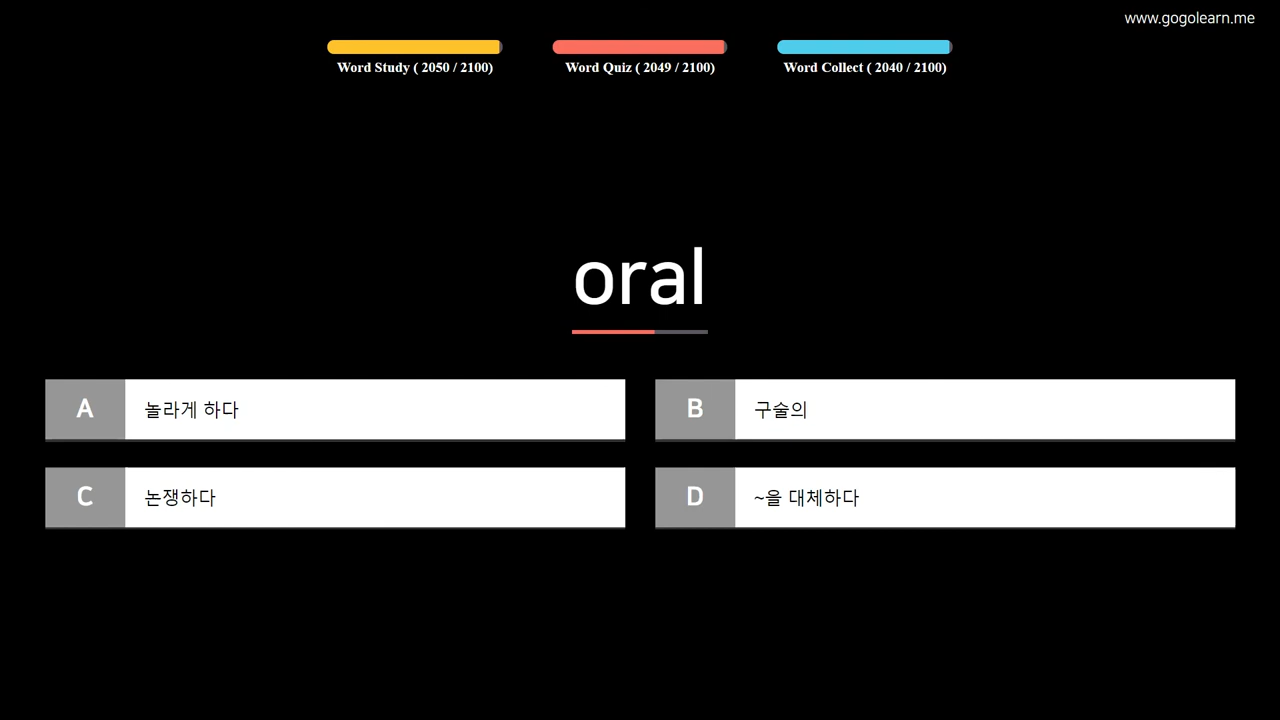 www.gogolearn.me
Word Study ( 2050 / 2100)
Word Quiz ( 2049 / 2100)
Word Collect ( 2040 / 2100)
oral
A 놀라게 하다
B 구술의
C 논쟁하다
D ~을 대체하다